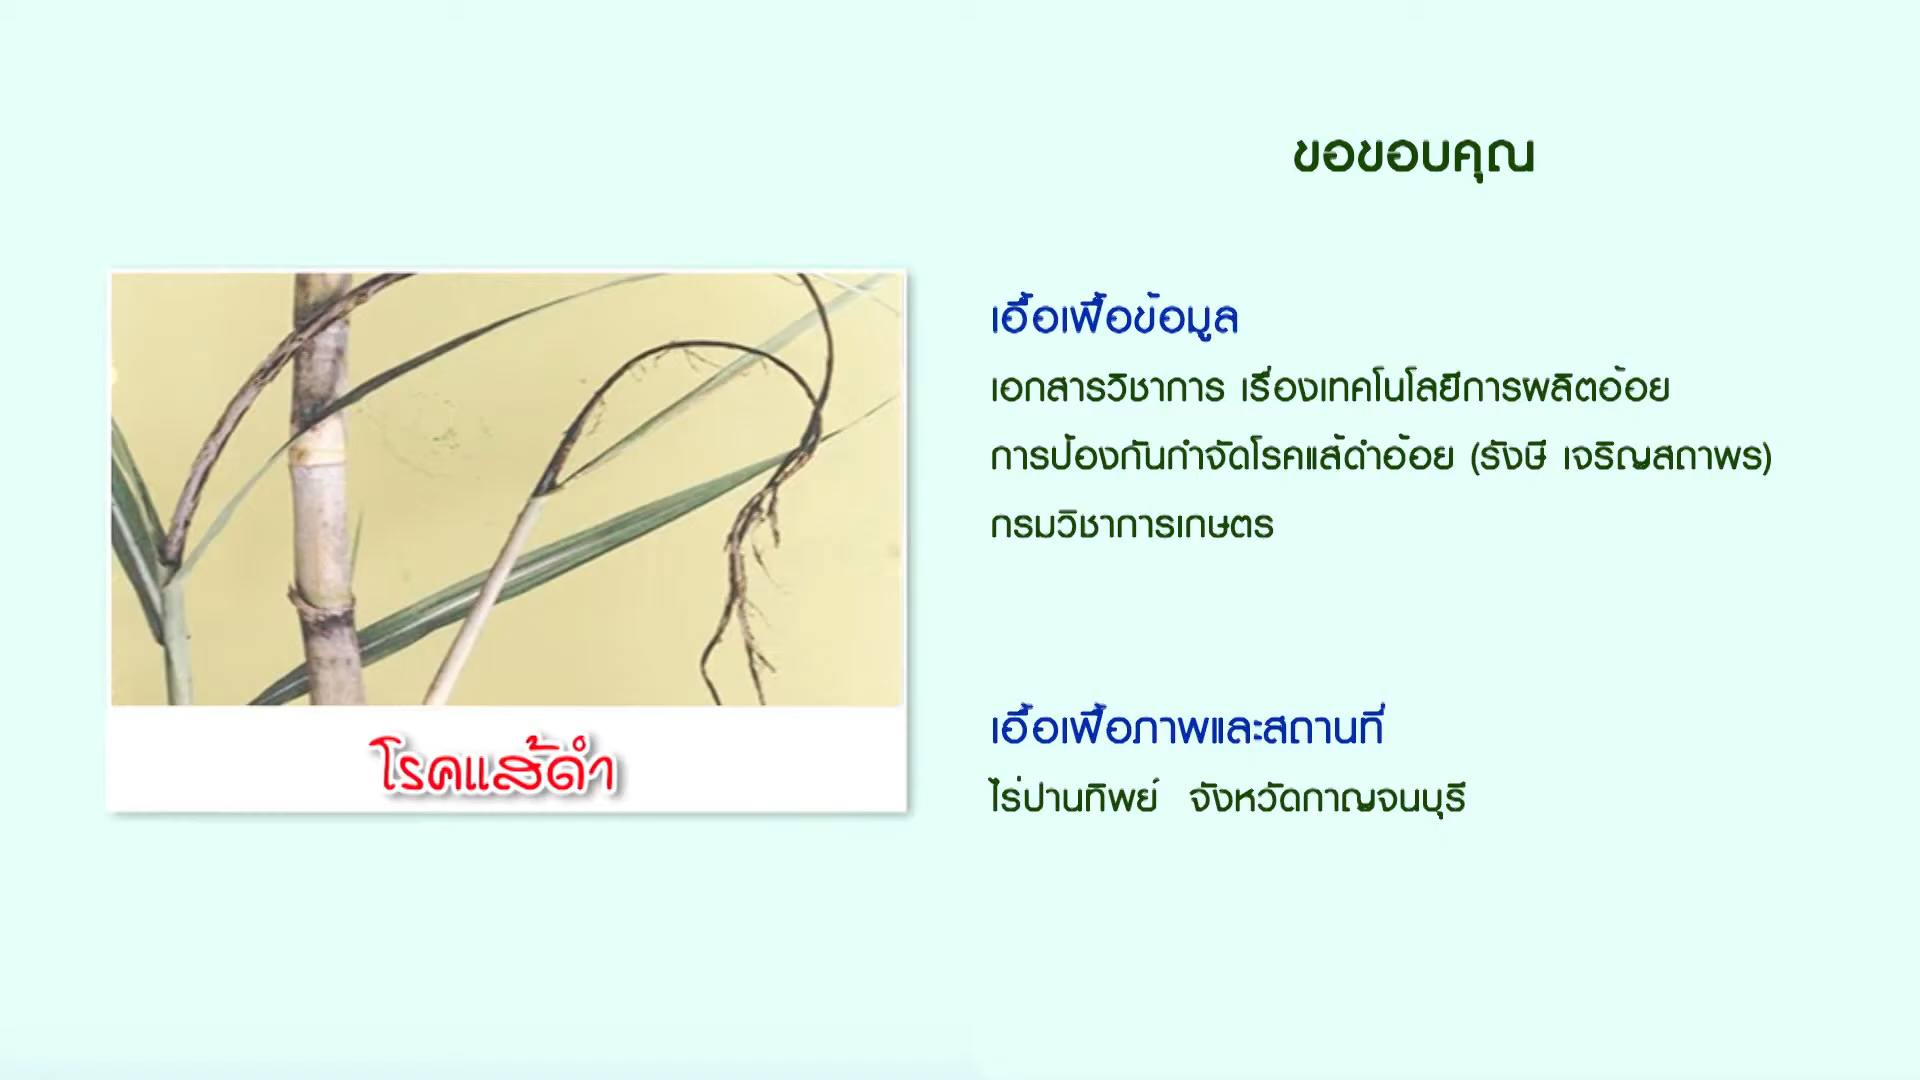 ขอขอบคุณ
เอื้อเฟื้อข้อมูล
เอกสารวิชาการ เรื่องเทคโนโลยีการผลิตอ้อย
การป้องกันกำจัดโรคแส้ดำอ้อย (รังษี เจริญสถาพร)
กรมวิชาการเกษตร
เอื้อเฟื้อภาพและสถานที่
ไร่ปานทิพย์ จังหวัดกาญจนบุรี
โรคแส้ดำ